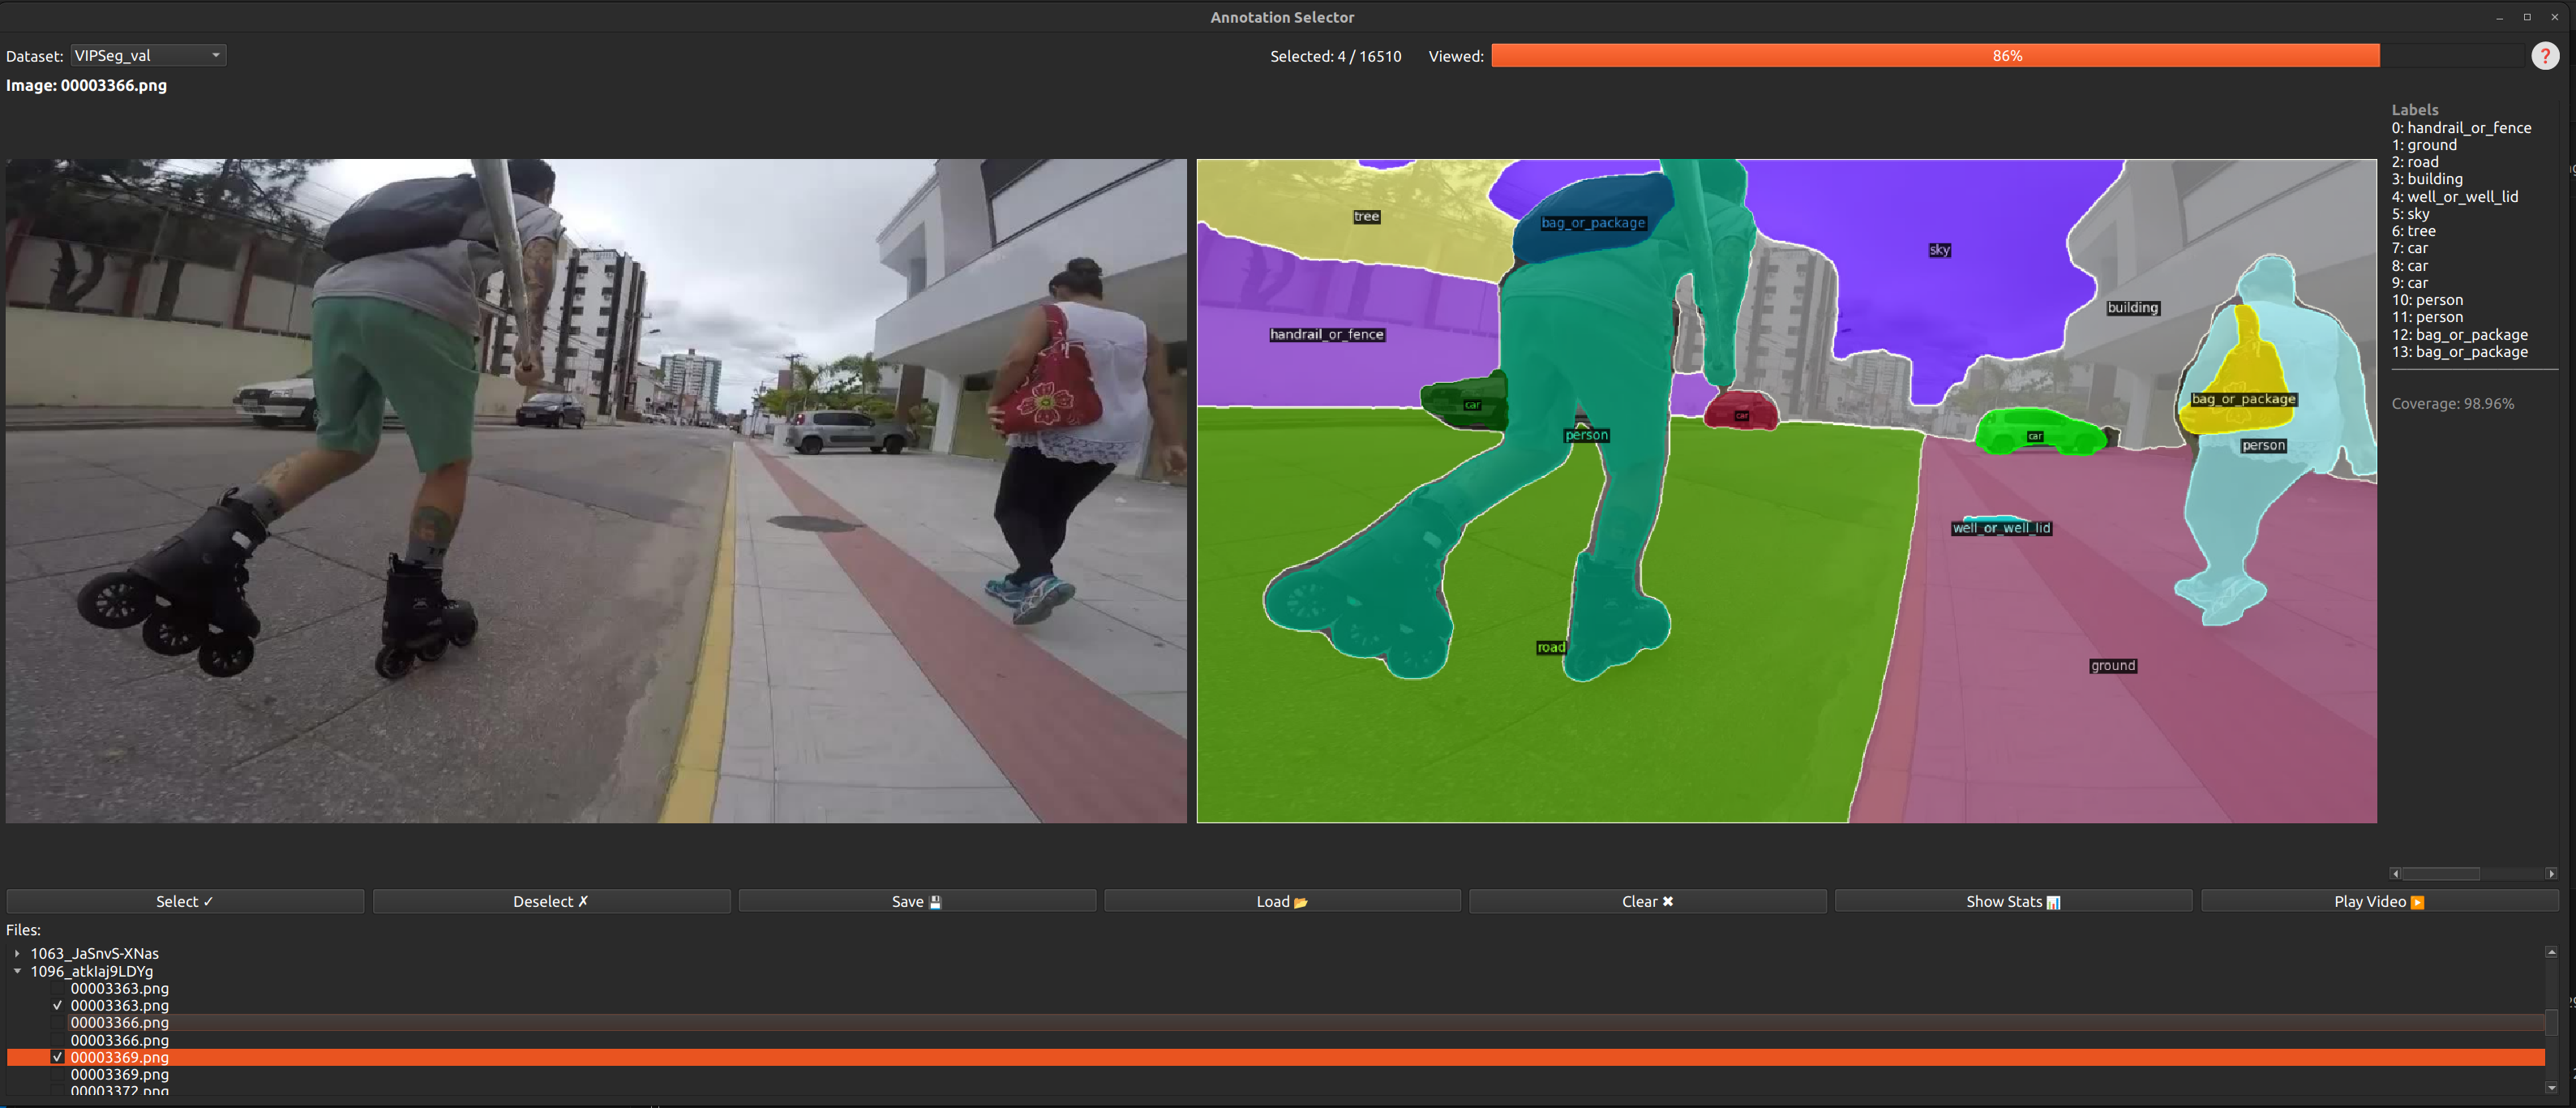 Annotation Selector
Dataset: VIPSeg_val
Selected: 4 / 16510 Viewed: 86% ?
Image: 00003366.png
Labels
0: handrail_or_fence
1: ground
2: road
3: building
4: well_or_well_lid
5: sky
6: tree
7: car
8: car
9: car
10: person
11: person
12: bag_or_package
13: bag_or_package
Coverage: 98.96%
tree
bag_or_package
sky
building
handrail_or_fence
car
car
bag_or_package
person
car
person
well_or_well_lid
road
ground
Select ✓
Deselect ✗
Save 💾
Load 📂
Clear ✖
Show Stats 📊
Play Video ▶️
Files:
1063_JaSnvS-XNas
1096_atkIaj9LDYg
00003363.png
✓ 00003363.png
00003366.png
00003366.png
✓ 00003369.png
00003369.png
00003372.png